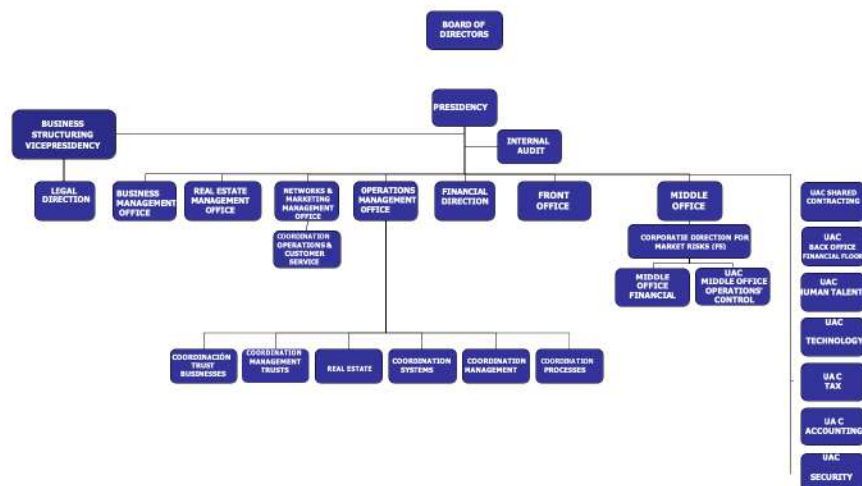 BOARD OF
DIRECTORS
PRESIDENCY
BUSINESS
STRUCTURING
VICEPRESIDENCY
INTERNAL
AUDIT
LEGAL
DIRECTION
BUSINESS
MANAGEMENT
OFFICE
REAL ESTATE
MANAGEMENT
OFFICE
NETWORKS &
MARKETING
MANAGEMENT
OFFICE
OPERATIONS
MANAGEMENT
OFFICE
FINANCIAL
DIRECTION
FRONT
OFFICE
MIDDLE
OFFICE
UAC SHARED
CONTRACTING
COORDINATION
OPERATIONS &
CUSTOMER
SERVICE
CORPORATIE DIRECTION FOR
MARKET RISKS (FS)
UAC
BACK OFFICE
FINANCIAL FLOOR
MIDDLE
OFFICE
FINANCIAL
UAC
MIDDLE OFFICE
OPERATIONS'
CONTROL
UAC
HUMAN TALENT
UAC
TECHNOLOGY
COORDINACIÓN
TRUST
BUSINESSES
COORDINATION
MANAGEMENT
TRUSTS
REAL ESTATE
COORDINATION
SYSTEMS
COORDINATION
MANAGEMENT
COORDINATION
PROCESSES
UA C
TAX
UA C
ACCOUNTING
UAC
SECURITY